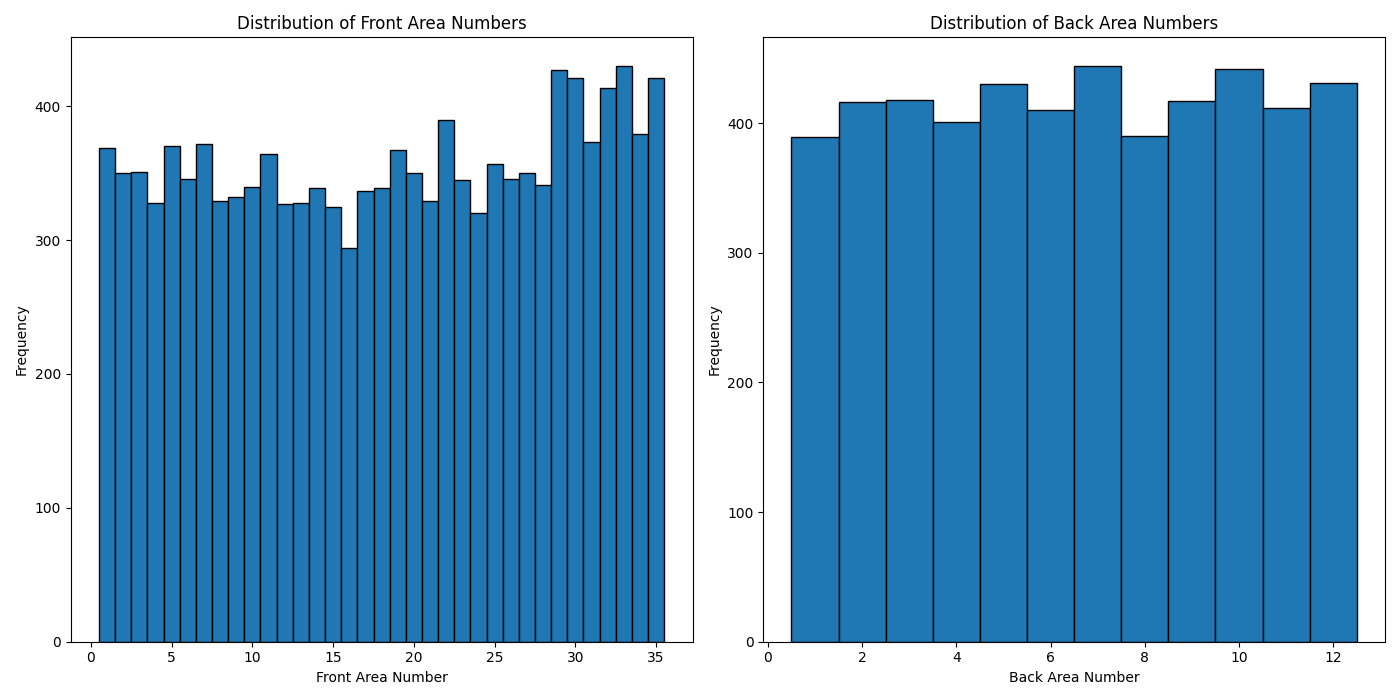 Distribution of Front Area Numbers
400
300
200
100
0
Frequency
0 5 10 15 20 25 30 35
Front Area Number
Distribution of Back Area Numbers
400
300
200
100
0
Frequency
0 2 4 6 8 10 12
Back Area Number